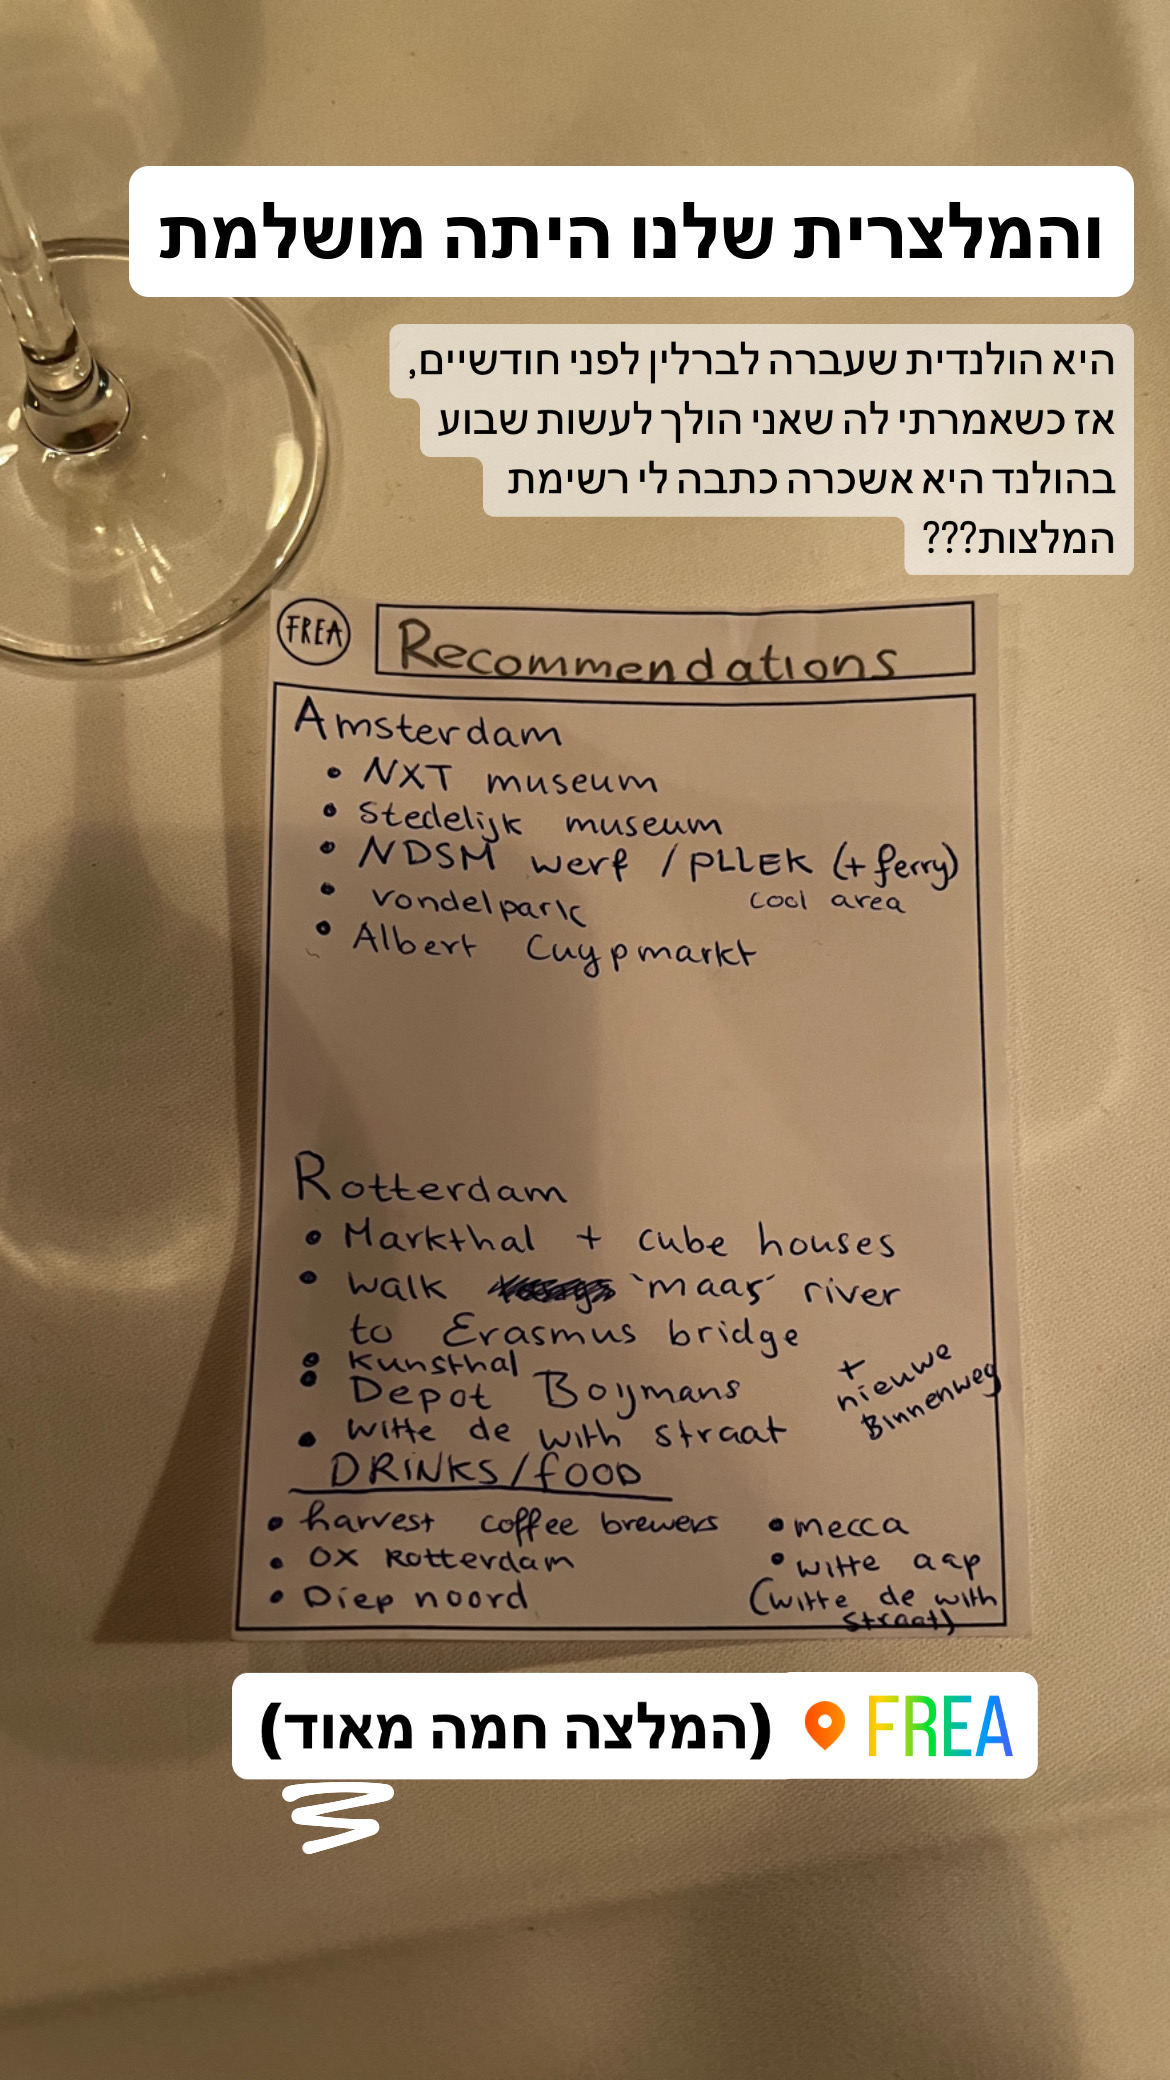 והמלצרית שלנו היתה מושלמת
היא הולנדית שעברה לברלין לפני חודשיים,
אז כשאמרתי לה שאני הולך לעשות שבוע
בהולנד היא אשכרה כתבה לי רשימת
המלצות???
FREA
Recommendations
Amsterdam
• NXT museum
• Stedelijk museum
• NDSM werf / PLLEK (+ ferry)
cool area
• Vondelpark
• Albert Cuypmarkt
Rotterdam
• Markthal + cube houses
• walk 'maas' river
to Erasmus bridge
• Kunsthal
• Depot Boijmans
• Witte de with straat
+
nieuwe
Binnenweg
DRINKS/FOOD
• harvest coffee brewers
• OX Rotterdam
• Diep noord
• mecca
• witte aap
(witte de with
straat)
(המלצה חמה מאוד) FREA